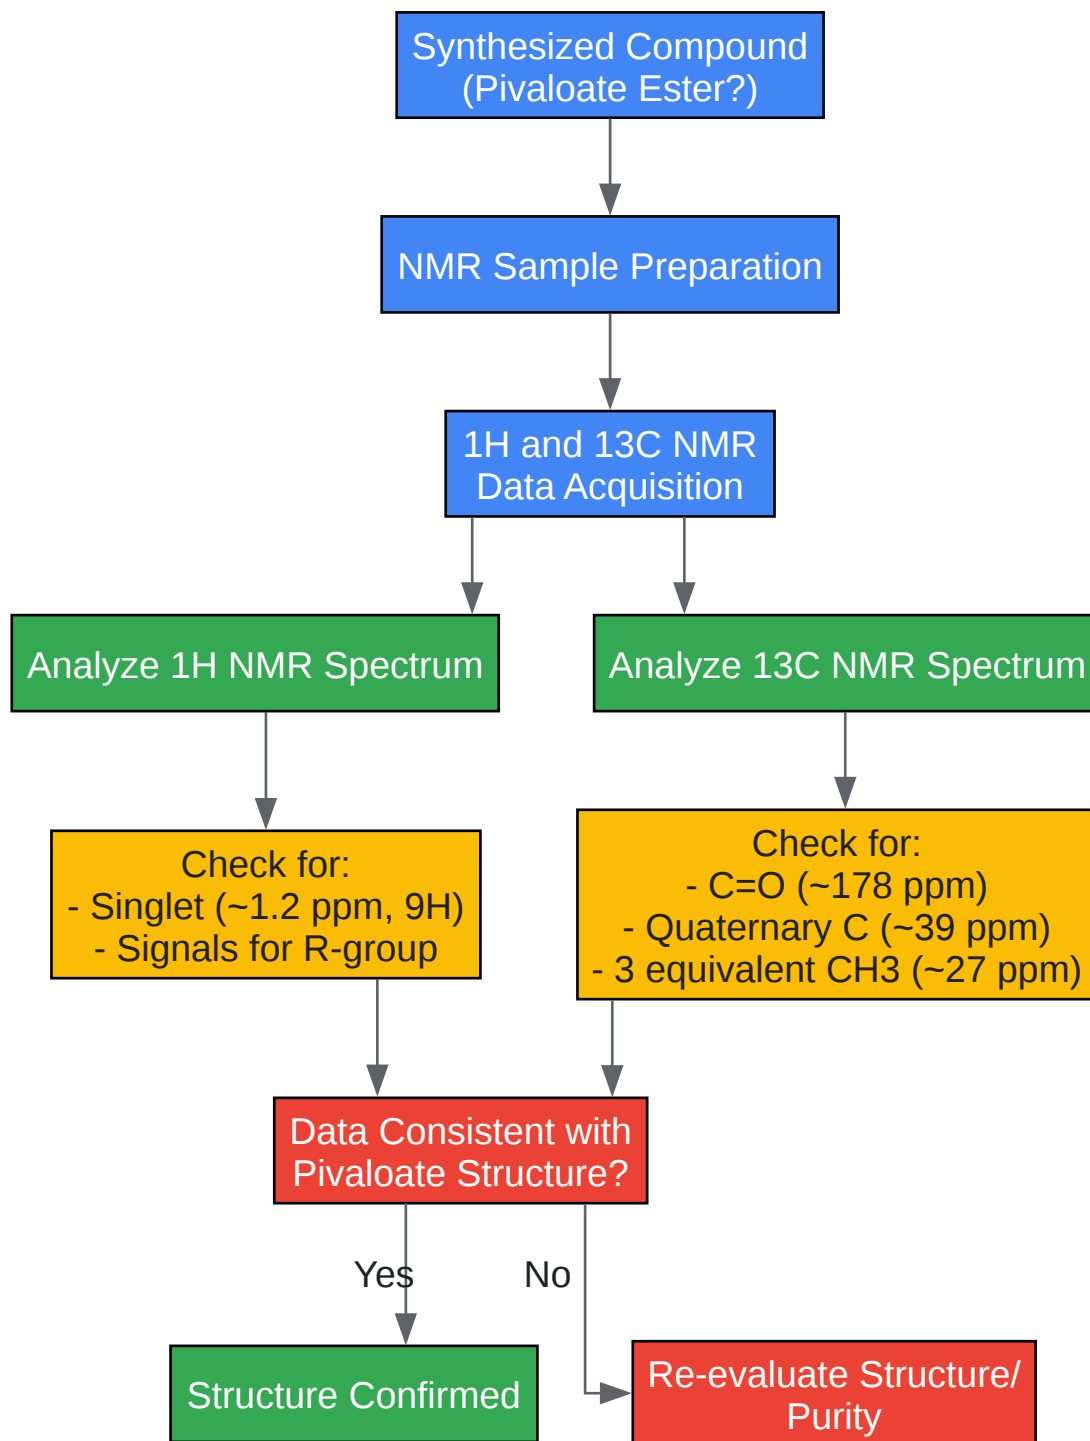 Synthesized Compound
(Pivaloate Ester?)
NMR Sample Preparation
1H and 13C NMR
Data Acquisition
Analyze 1H NMR Spectrum
Analyze 13C NMR Spectrum
Check for:
- Singlet (~1.2 ppm, 9H)
- Signals for R-group
Check for:
- C=O (~178 ppm)
- Quaternary C (~39 ppm)
- 3 equivalent CH3 (~27 ppm)
Data Consistent with
Pivaloate Structure?
Yes
No
Structure Confirmed
Re-evaluate Structure/
Purity